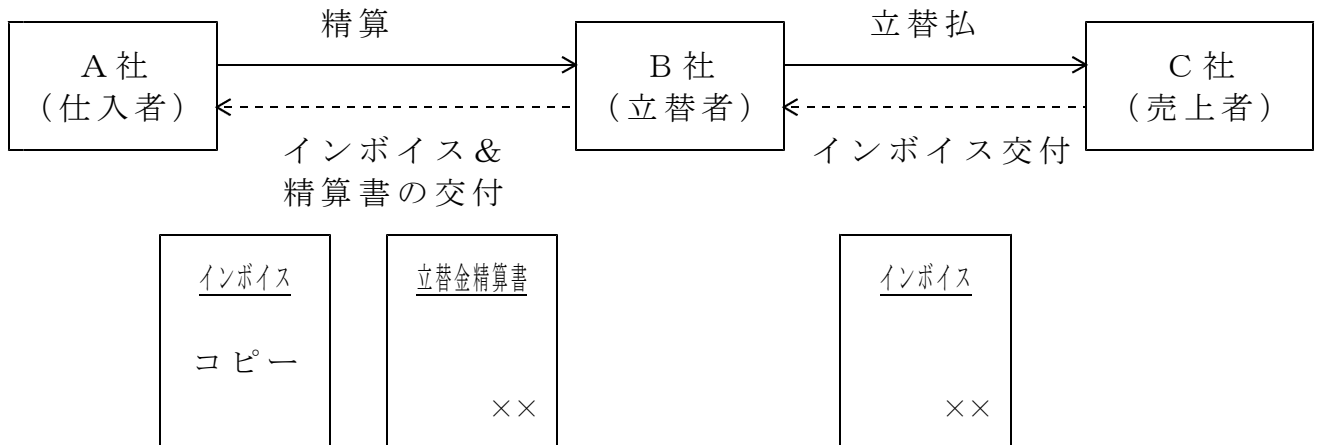 精算
立替払
A社
（仕入者）
B社
（立替者）
C社
（売上者）
インボイス＆
精算書の交付
インボイス交付
インボイス
コピー
立替金精算書
××
インボイス
××